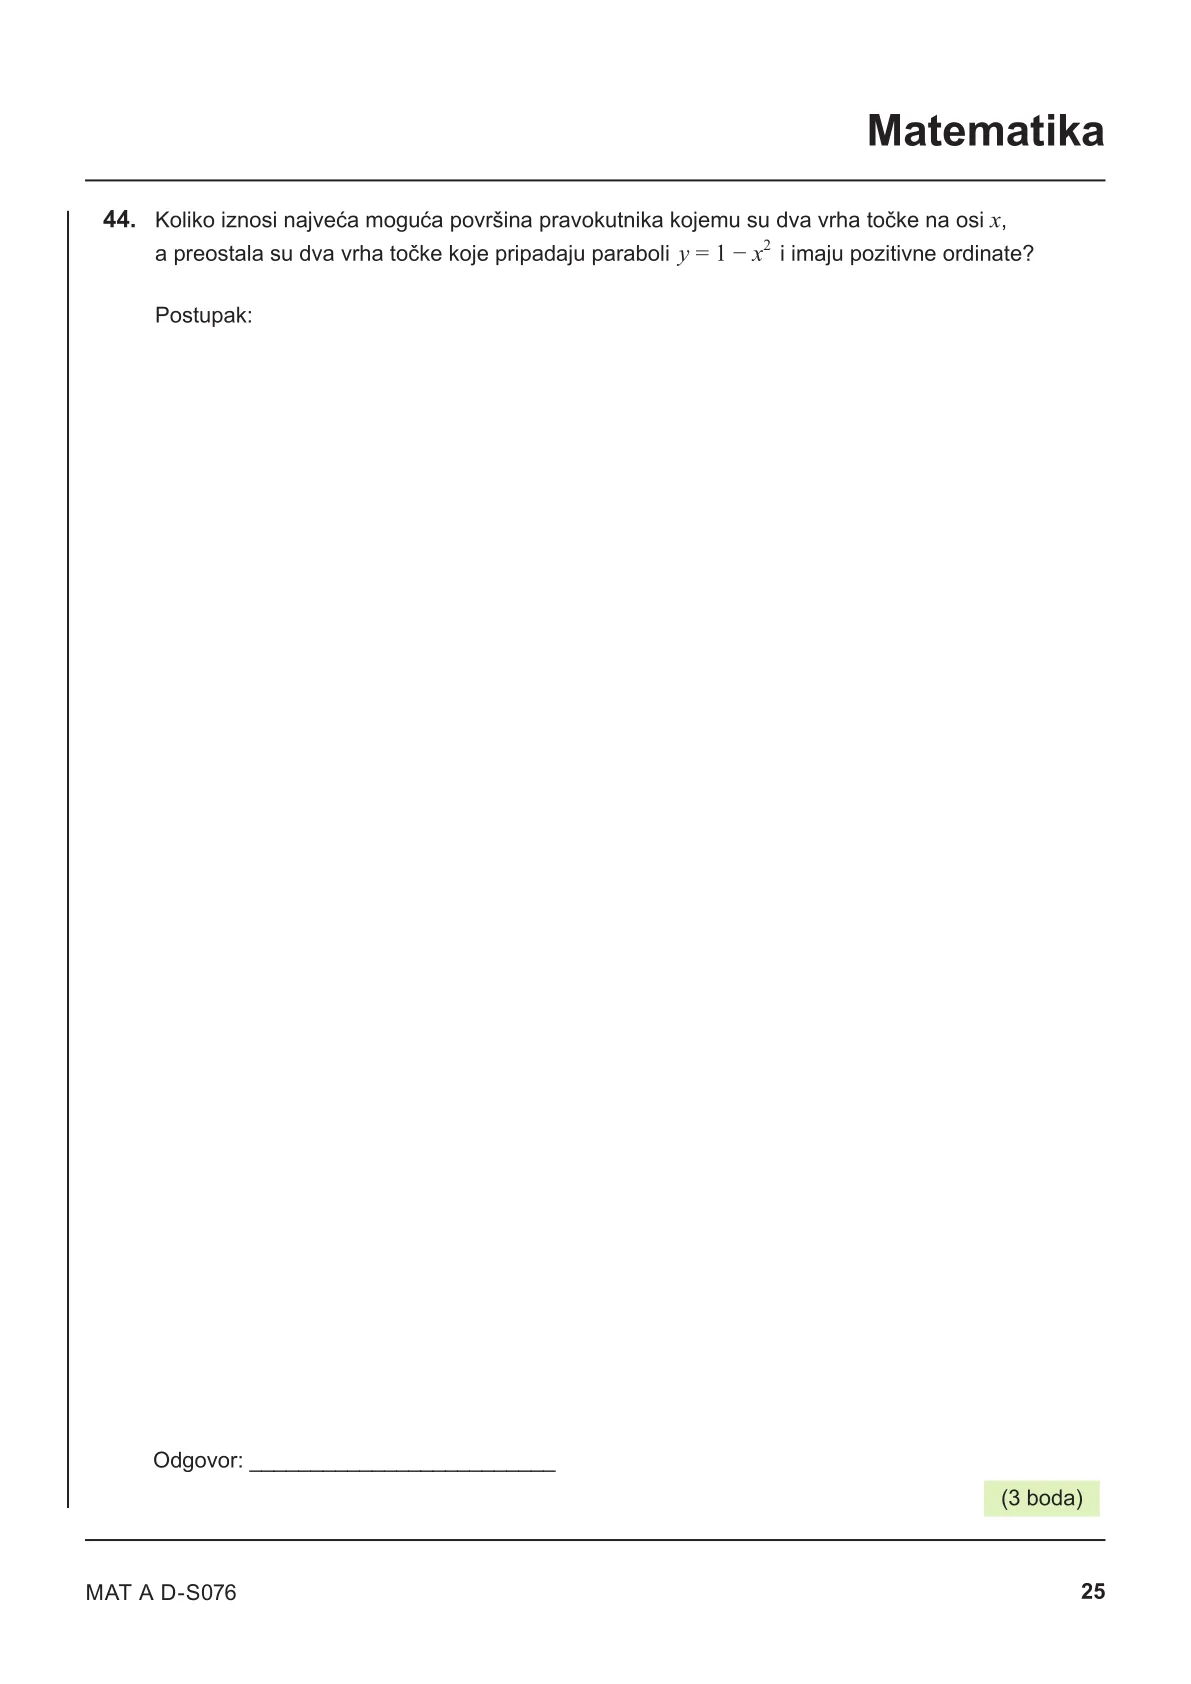 Matematika
44. Koliko iznosi najveća moguća površina pravokutnika kojemu su dva vrha točke na osi x,
a preostala su dva vrha točke koje pripadaju paraboli y = 1 − x² i imaju pozitivne ordinate?
Postupak:
Odgovor: _________________________
(3 boda)
MAT A D-S076
25